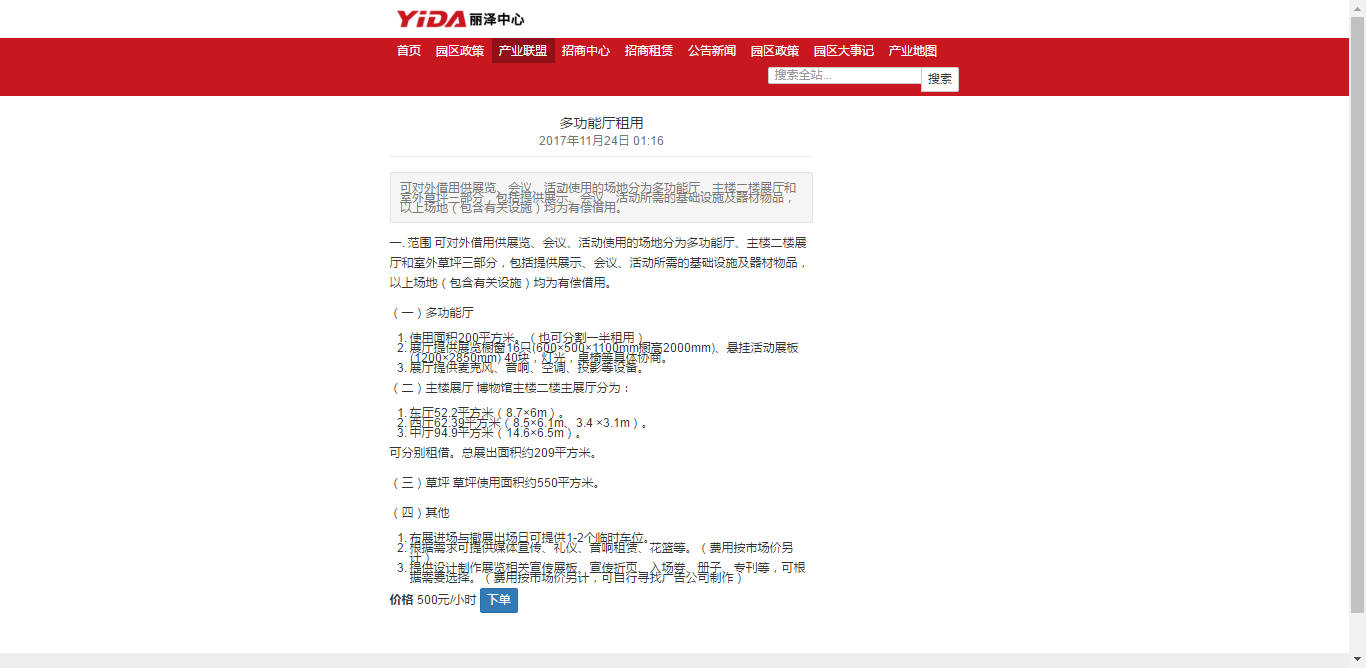 YiDA 丽泽中心
首页 园区政策 产业联盟 招商中心 招商租赁 公告新闻 园区政策 园区大事记 产业地图
搜索全站... 搜索
多功能厅租用
2017年11月24日 01:16
可对外借用供展览、会议、活动使用的场地分为多功能厅、主楼二楼展厅和
室外草坪三部分，包括提供展示、会议、活动所需的基础设施及器材物品，
以上场地（包含有关设施）均为有偿借用。
一. 范围 可对外借用供展览、会议、活动使用的场地分为多功能厅、主楼二楼展
厅和室外草坪三部分，包括提供展示、会议、活动所需的基础设施及器材物品，
以上场地（包含有关设施）均为有偿借用。
（一）多功能厅
1. 使用面积200平方米。（也可分割一半租用）
2. 展厅提供展览橱窗16只(600×500×1100mm橱高2000mm)、悬挂活动展板
(1200×2850mm) 40块，灯光，桌椅等具体协商。
3. 展厅提供麦克风、音响、空调、投影等设备。
（二）主楼展厅 博物馆主楼二楼主展厅分为：
1. 东厅52.2平方米（8.7×6m）。
2. 西厅62.39平方米（8.5×6.1m、3.4 ×3.1m）。
3. 中厅94.9平方米（14.6×6.5m）。
可分别租借。总展出面积约209平方米。
（三）草坪 草坪使用面积约550平方米。
（四）其他
1. 布展进场与撤展出场日可提供1-2个临时车位。
2. 根据需求可提供媒体宣传、礼仪、音响租赁、花篮等。（费用按市场价另
计）
3. 提供设计制作展览相关宣传展板、宣传折页、入场券、册子、专刊等，可根
据需要选择。（费用按市场价另计，可自行寻找广告公司制作）
价格 500元/小时 下单